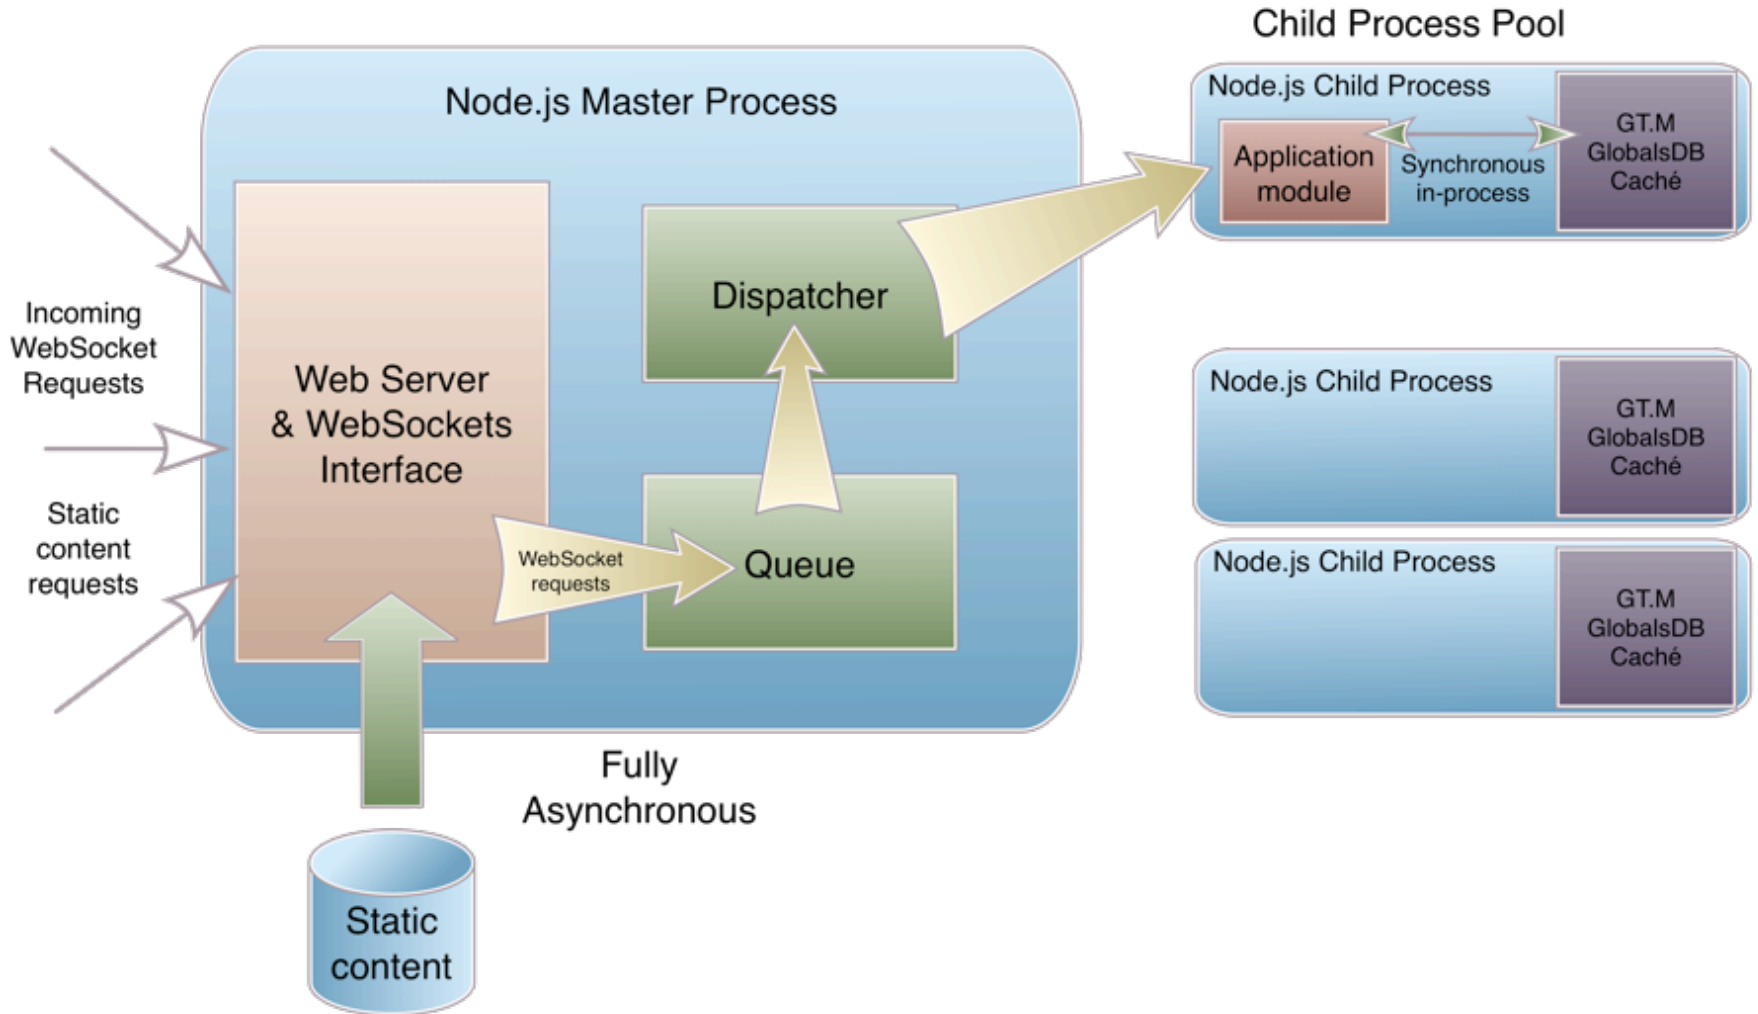 Child Process Pool
Node.js Master Process
Incoming
WebSocket
Requests
Static
content
requests
Web Server
& WebSockets
Interface
WebSocket
requests
Queue
Dispatcher
Fully
Asynchronous
Static
content
Node.js Child Process
Application
module
Synchronous
in-process
GT.M
GlobalsDB
Caché
Node.js Child Process
GT.M
GlobalsDB
Caché
Node.js Child Process
GT.M
GlobalsDB
Caché